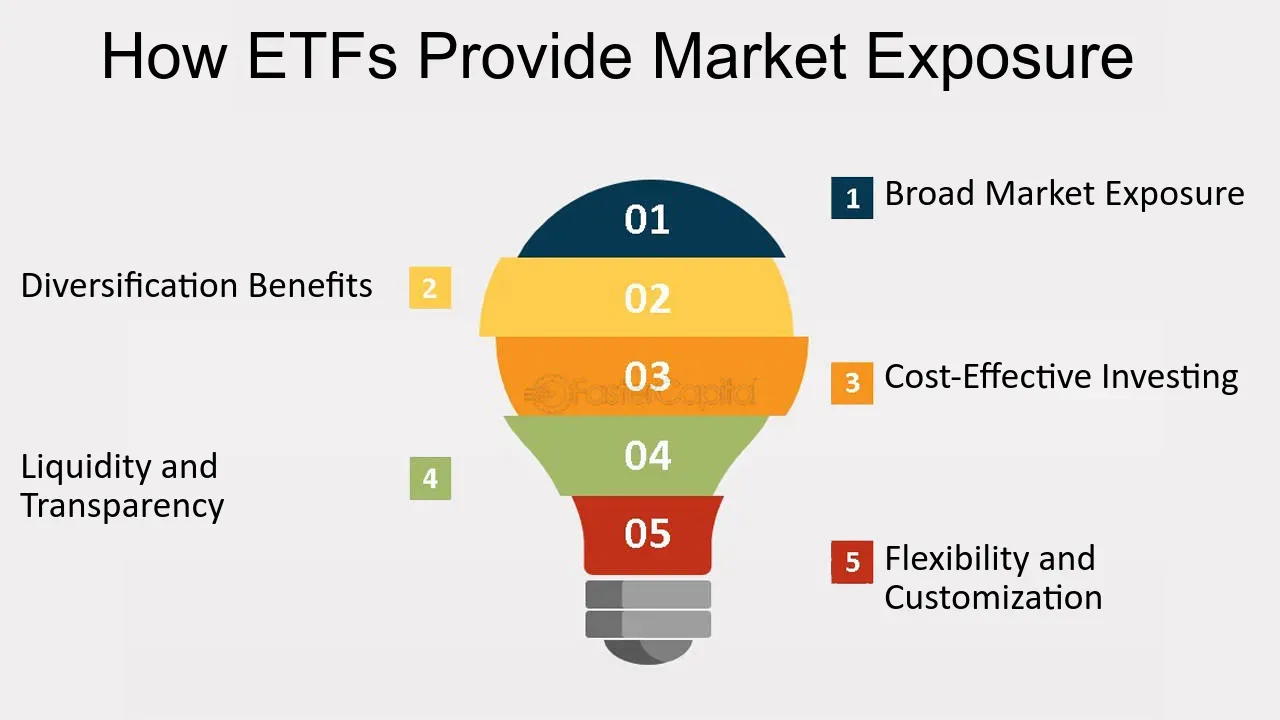 How ETFs Provide Market Exposure
01
1 Broad Market Exposure
Diversification Benefits 2
02
03
FasterCapital
3 Cost-Effective Investing
Liquidity and
Transparency
4
04
05
5 Flexibility and
Customization